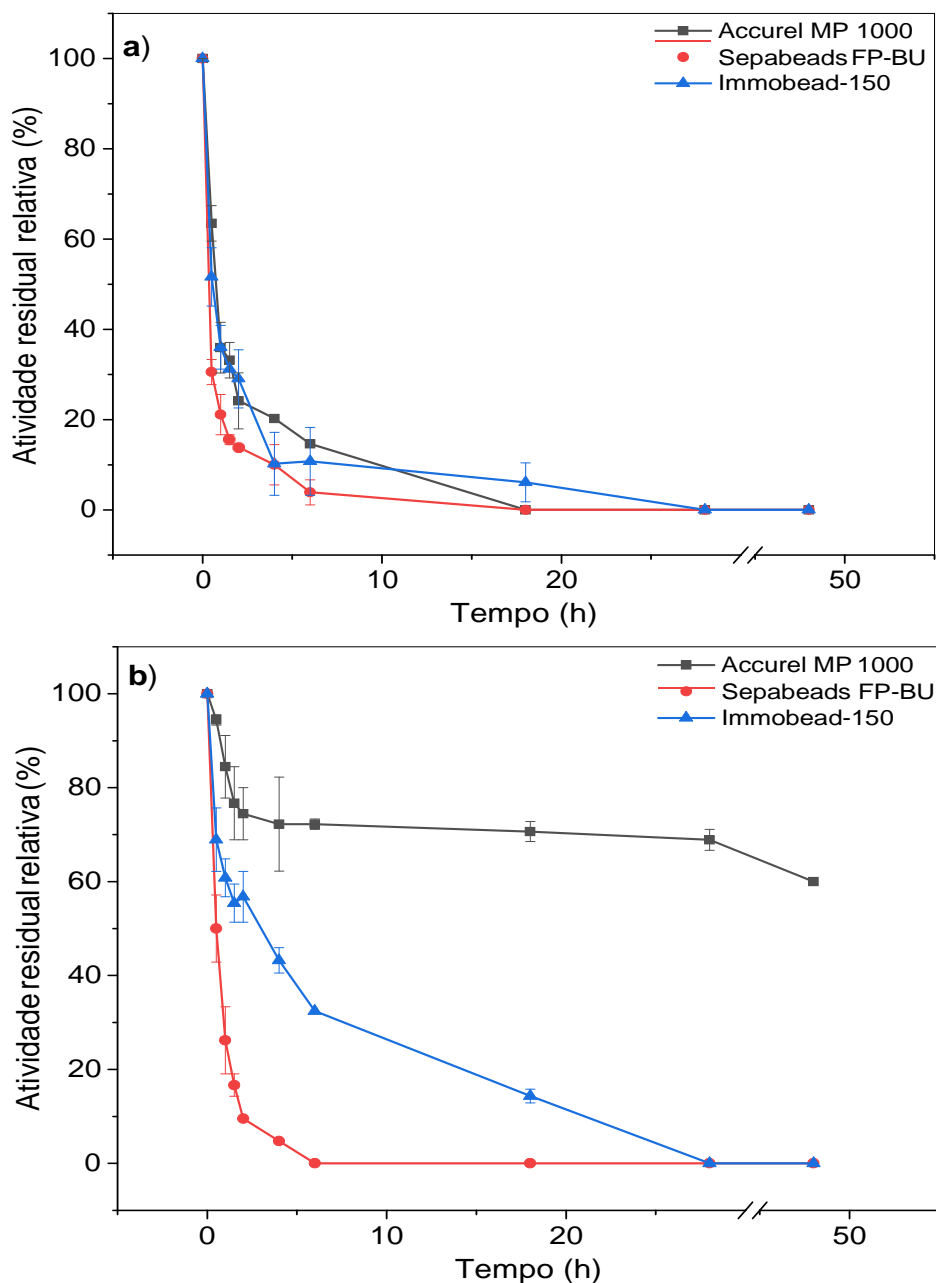 a)
Accurel MP 1000
Sepabeads FP-BU
Immobead-150
100
80
60
40
20
0
Atividade residual relativa (%)
0 10 20 50
Tempo (h)
b)
Accurel MP 1000
Sepabeads FP-BU
Immobead-150
100
80
60
40
20
0
Atividade residual relativa (%)
0 10 20 50
Tempo (h)